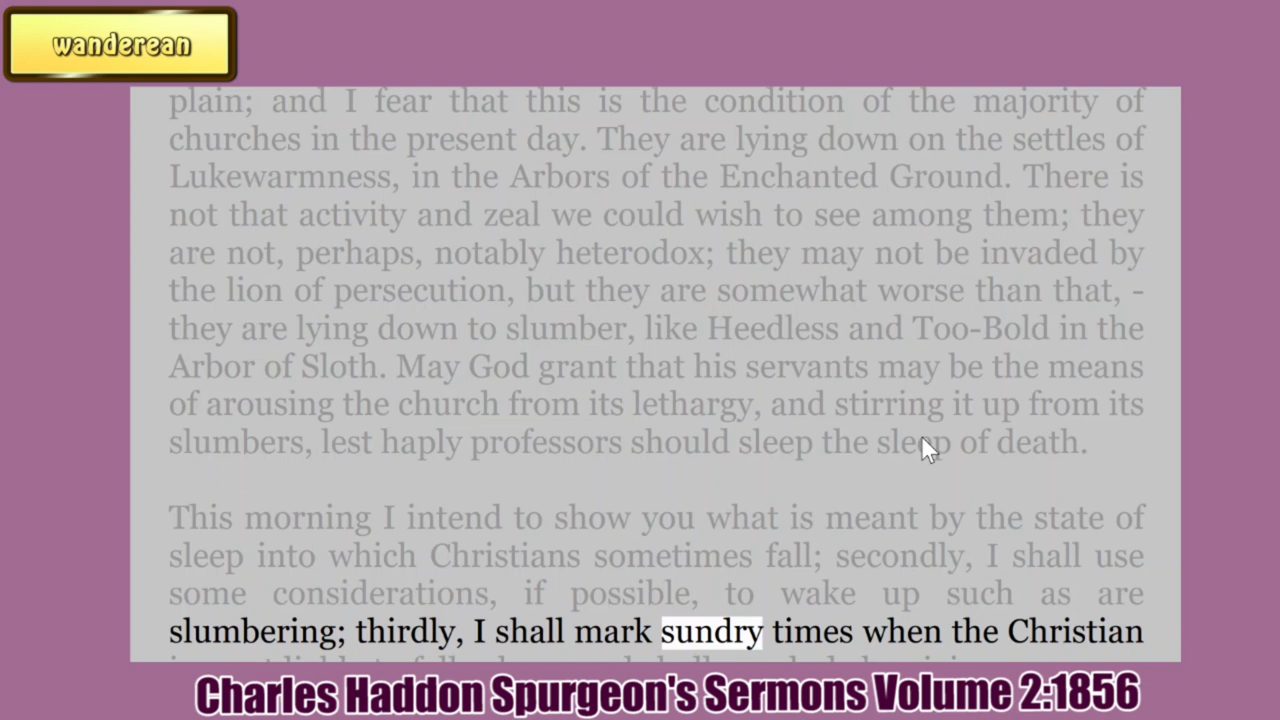 wanderean
plain; and I fear that this is the condition of the majority of
churches in the present day. They are lying down on the settles of
Lukewarmness, in the Arbors of the Enchanted Ground. There is
not that activity and zeal we could wish to see among them; they
are not, perhaps, notably heterodox; they may not be invaded by
the lion of persecution, but they are somewhat worse than that, -
they are lying down to slumber, like Heedless and Too-Bold in the
Arbor of Sloth. May God grant that his servants may be the means
of arousing the church from its lethargy, and stirring it up from its
slumbers, lest haply professors should sleep the sleep of death.
This morning I intend to show you what is meant by the state of
sleep into which Christians sometimes fall; secondly, I shall use
some considerations, if possible, to wake up such as are
slumbering; thirdly, I shall mark sundry times when the Christian
Charles Haddon Spurgeon's Sermons Volume 2:1856